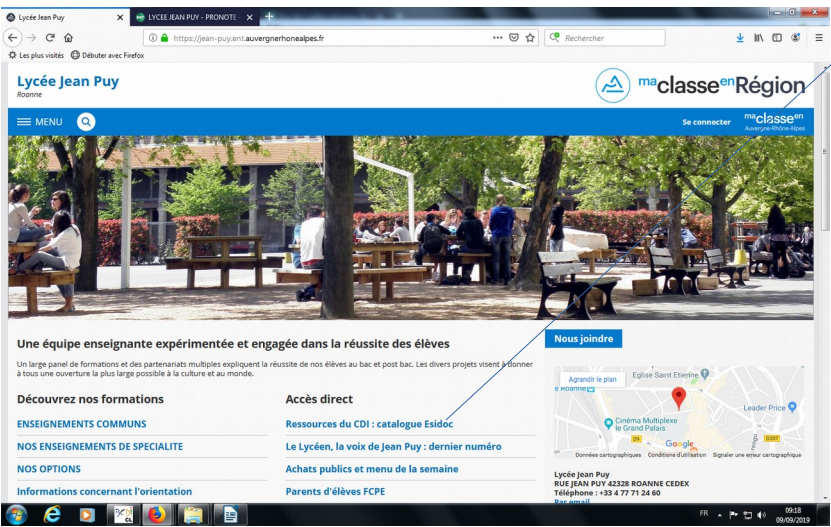 Lycée Jean Puy
LYCEE JEAN PUY - PRONOTE -
https://jean-puy.ent.auvergnerhonealpes.fr
Rechercher
Les plus visités
Débuter avec Firefox
Lycée Jean Puy
Roanne
maclasseenRégion
MENU
Se connecter
maclasseen
Auvergne-Rhône-Alpes
Une équipe enseignante expérimentée et engagée dans la réussite des élèves
Un large panel de formations et des partenariats multiples expliquent la réussite de nos élèves au bac et post bac. Les divers projets visent à donner
à tous une ouverture la plus large possible à la culture et au monde.
Découvrez nos formations
ENSEIGNEMENTS COMMUNS
NOS ENSEIGNEMENTS DE SPECIALITE
NOS OPTIONS
Informations concernant l'orientation
Accès direct
Ressources du CDI : catalogue Esidoc
Le Lycéen, la voix de Jean Puy : dernier numéro
Achats publics et menu de la semaine
Parents d'élèves FCPE
Nous joindre
Agrandir le plan
Eglise Saint Etienne
e Roanne
Leader Price
Cinéma Multiplexe
le Grand Palais
D9
Google
D207
Données cartographiques
Conditions d'utilisation
Signaler une erreur cartographique
Lycée Jean Puy
RUE JEAN PUY 42328 ROANNE CEDEX
Téléphone : +33 4 77 71 24 60
Par email
FR
09:18
09/09/2019